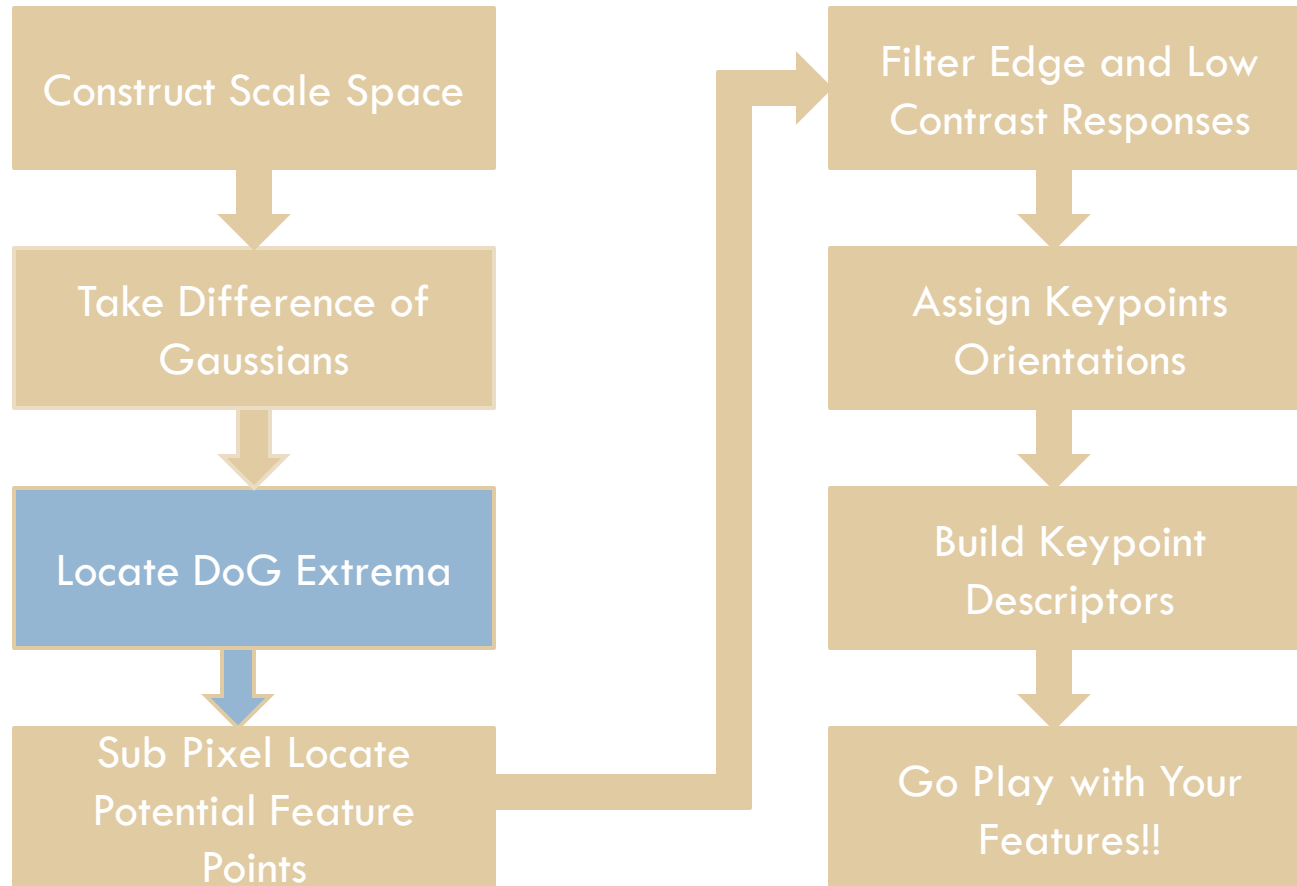 Construct Scale Space
Take Difference of
Gaussians
Locate DoG Extrema
Sub Pixel Locate
Potential Feature
Points
Filter Edge and Low
Contrast Responses
Assign Keypoints
Orientations
Build Keypoint
Descriptors
Go Play with Your
Features!!